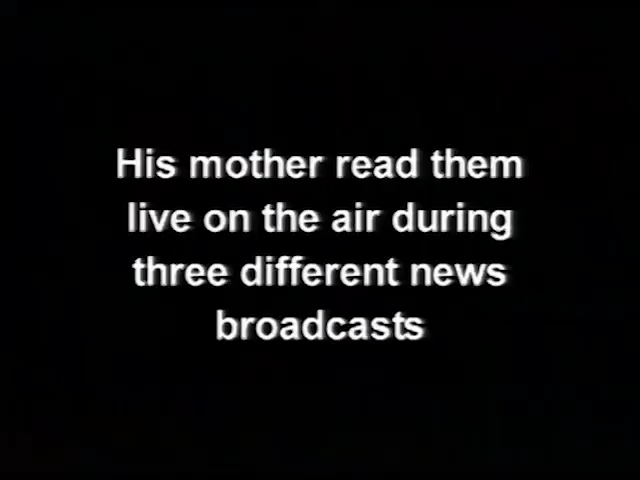 His mother read them
live on the air during
three different news
broadcasts